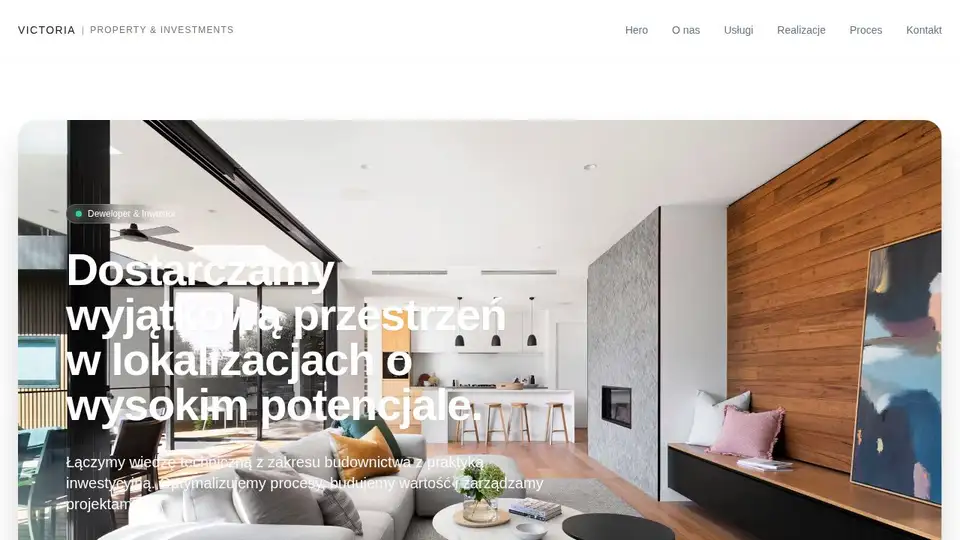 VICTORIA | PROPERTY & INVESTMENTS
Hero O nas Usługi Realizacje Proces Kontakt
Deweloper & Inwestor
Dostarczamy
wyjątkową przestrzeń
w lokalizacjach o
wysokim potencjale.
Łączymy wiedzę techniczną z zakresu budownictwa z praktyką
inwestycyjną. Optymalizujemy procesy, budujemy wartość i zarządzamy
projektami